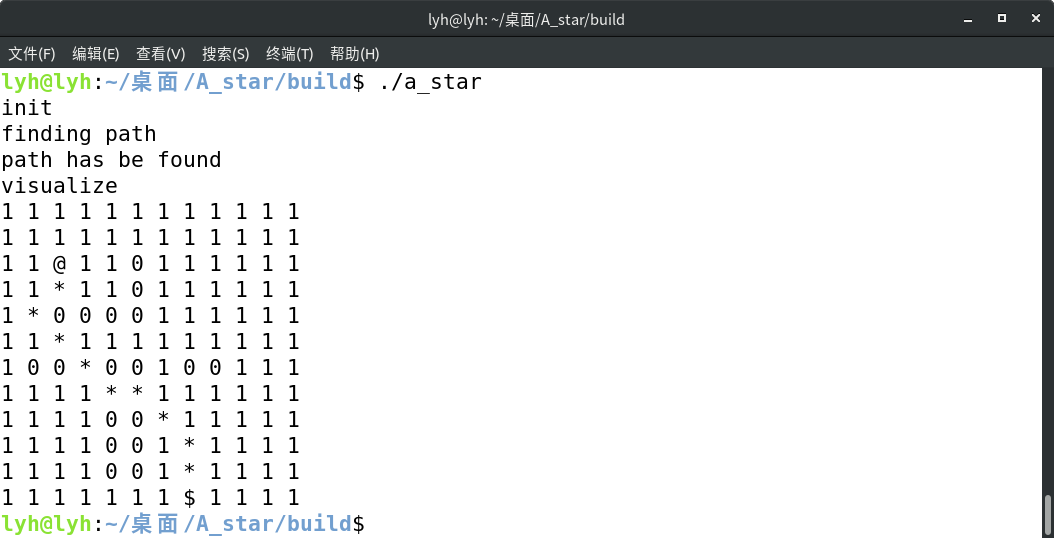 lyh@lyh: ~/桌面/A_star/build
文件(F) 编辑(E) 查看(V) 搜索(S) 终端(T) 帮助(H)
lyh@lyh:~/桌面/A_star/build$ ./a_star
init
finding path
path has be found
visualize
1 1 1 1 1 1 1 1 1 1 1 1
1 1 1 1 1 1 1 1 1 1 1 1
1 1 @ 1 1 0 1 1 1 1 1 1
1 1 * 1 1 0 1 1 1 1 1 1
1 * 0 0 0 0 1 1 1 1 1 1
1 1 * 1 1 1 1 1 1 1 1 1
1 0 0 * 0 0 1 0 0 1 1 1
1 1 1 1 * * 1 1 1 1 1 1
1 1 1 1 0 0 * 1 1 1 1 1
1 1 1 1 0 0 1 * 1 1 1 1
1 1 1 1 0 0 1 * 1 1 1 1
1 1 1 1 1 1 1 $ 1 1 1 1
lyh@lyh:~/桌面/A_star/build$